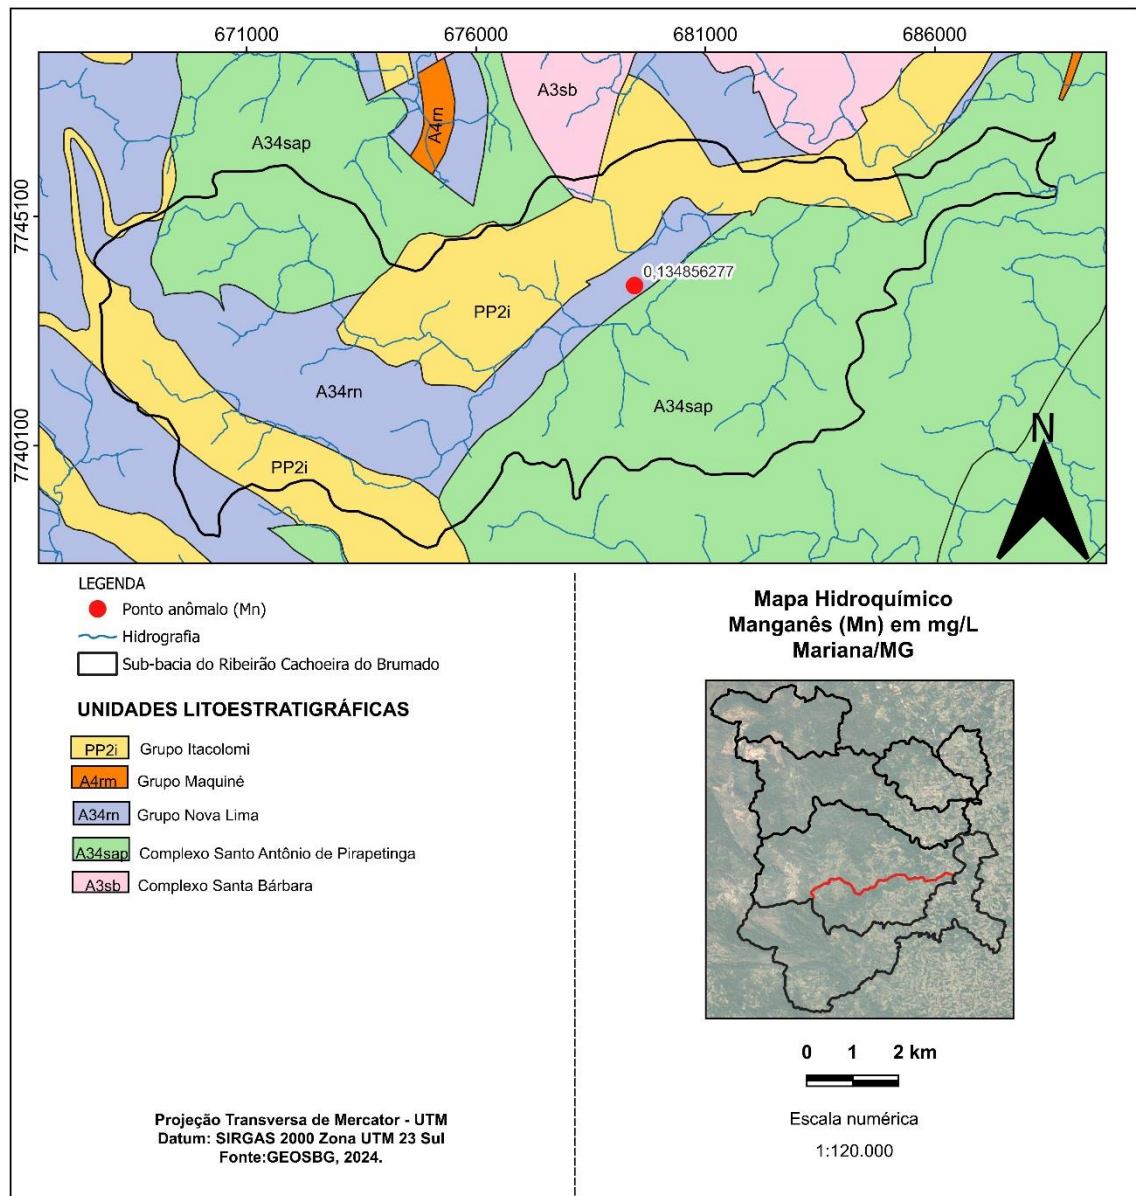 671000
676000
681000
686000
7745100
7740100
A3sb
A4rn
A34sap
0,134856277
PP2i
A34rn
A34sap
PP2i
N
LEGENDA
Ponto anômalo (Mn)
Hidrografia
Sub-bacia do Ribeirão Cachoeira do Brumado
UNIDADES LITOESTRATIGRÁFICAS
PP2i Grupo Itacolomi
A4rm Grupo Maquiné
A34rn Grupo Nova Lima
A34sap Complexo Santo Antônio de Pirapetinga
A3sb Complexo Santa Bárbara
Projeção Transversa de Mercator - UTM
Datum: SIRGAS 2000 Zona UTM 23 Sul
Fonte:GEOSBG, 2024.
Mapa Hidroquímico
Manganês (Mn) em mg/L
Mariana/MG
0 1 2 km
Escala numérica
1:120.000